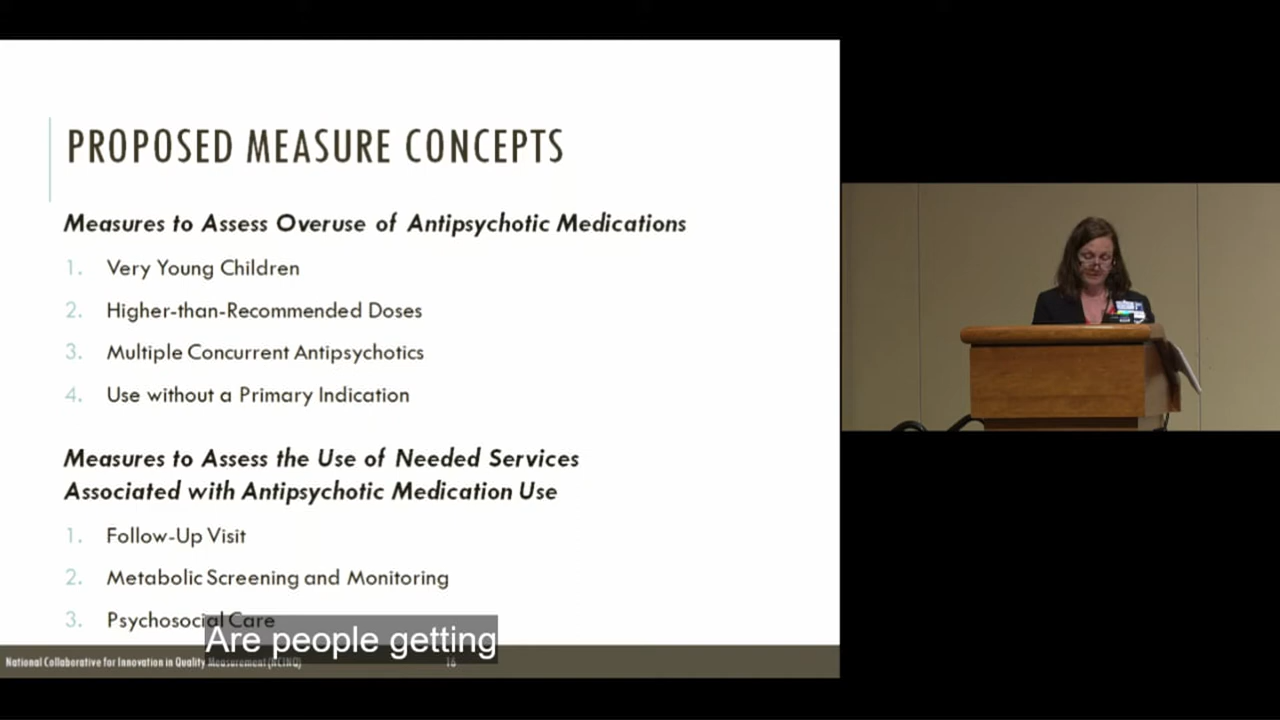 PROPOSED MEASURE CONCEPTS
Measures to Assess Overuse of Antipsychotic Medications
1. Very Young Children
2. Higher-than-Recommended Doses
3. Multiple Concurrent Antipsychotics
4. Use without a Primary Indication
Measures to Assess the Use of Needed Services
Associated with Antipsychotic Medication Use
1. Follow-Up Visit
2. Metabolic Screening and Monitoring
3. Psychosocial Care
Are people getting
National Collaborative for Innovation in Quality Measurement (NCINQ) 16